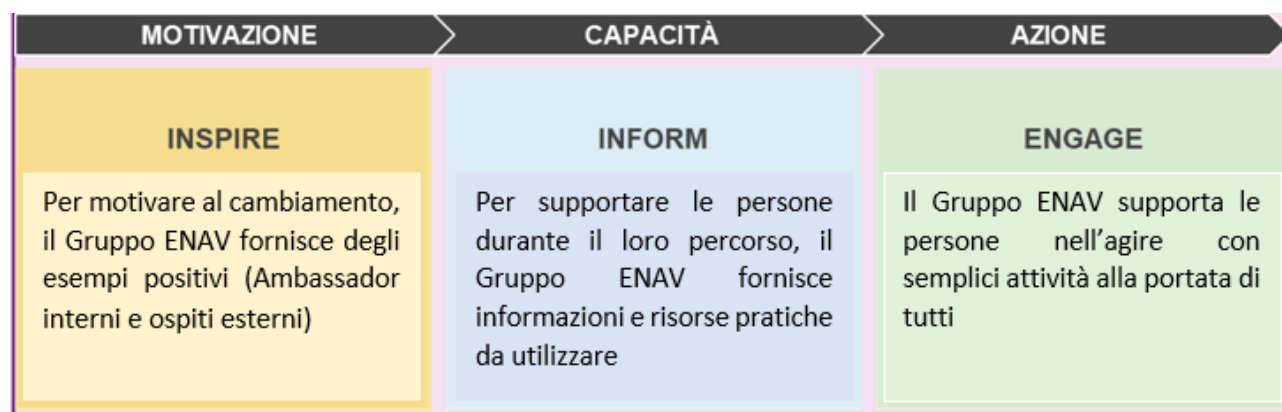 MOTIVAZIONE
CAPACITÀ
AZIONE
INSPIRE
Per motivare al cambiamento,
il Gruppo ENAV fornisce degli
esempi positivi (Ambassador
interni e ospiti esterni)
INFORM
Per supportare le persone
durante il loro percorso, il
Gruppo ENAV fornisce
informazioni e risorse pratiche
da utilizzare
ENGAGE
Il Gruppo ENAV supporta le
persone nell'agire con
semplici attività alla portata di
tutti